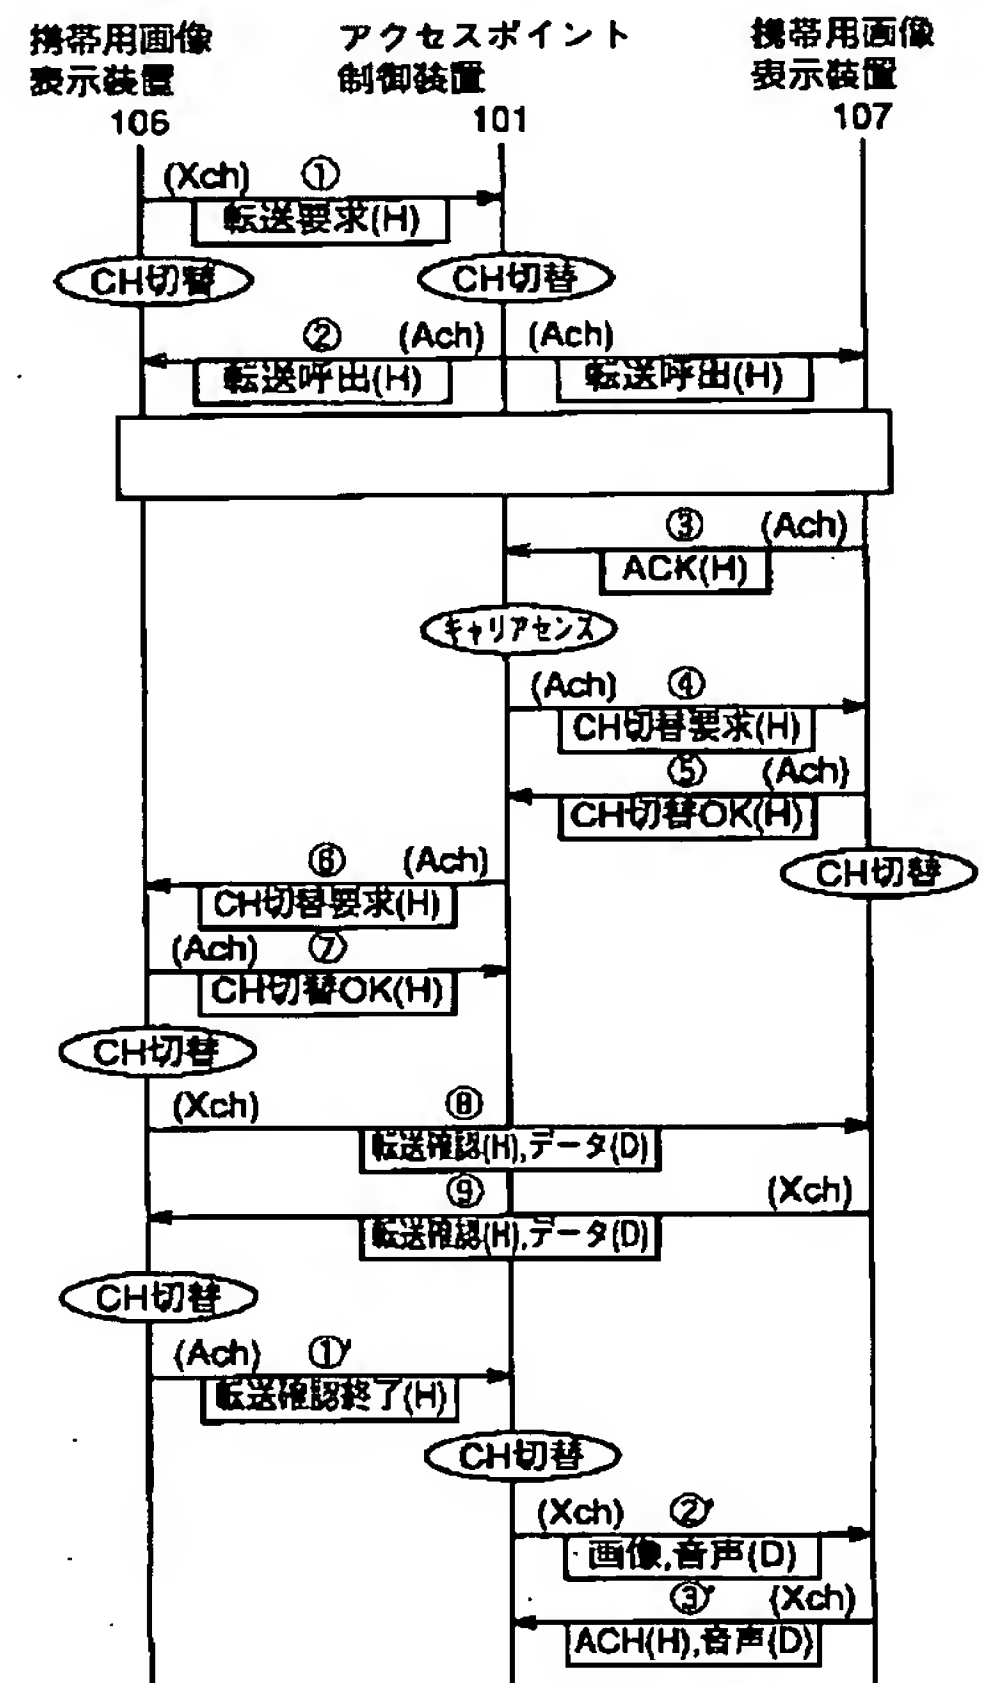 携帯用画像
表示装置
106
アクセスポイント
制御装置
101
携帯用画像
表示装置
107
(Xch) ①
転送要求(H)
CH切替
CH切替
② (Ach) (Ach)
転送呼出(H)
転送呼出(H)
③ (Ach)
ACK(H)
キャリアセンス
(Ach) ④
CH切替要求(H)
⑤ (Ach)
CH切替OK(H)
CH切替
⑥ (Ach)
CH切替要求(H)
(Ach) ⑦
CH切替OK(H)
CH切替
(Xch) ⑧
転送確認(H),データ(D)
⑨ (Xch)
転送確認(H),データ(D)
CH切替
(Ach) ①'
転送確認終了(H)
CH切替
(Xch) ②'
画像,音声(D)
③' (Xch)
ACH(H),音声(D)